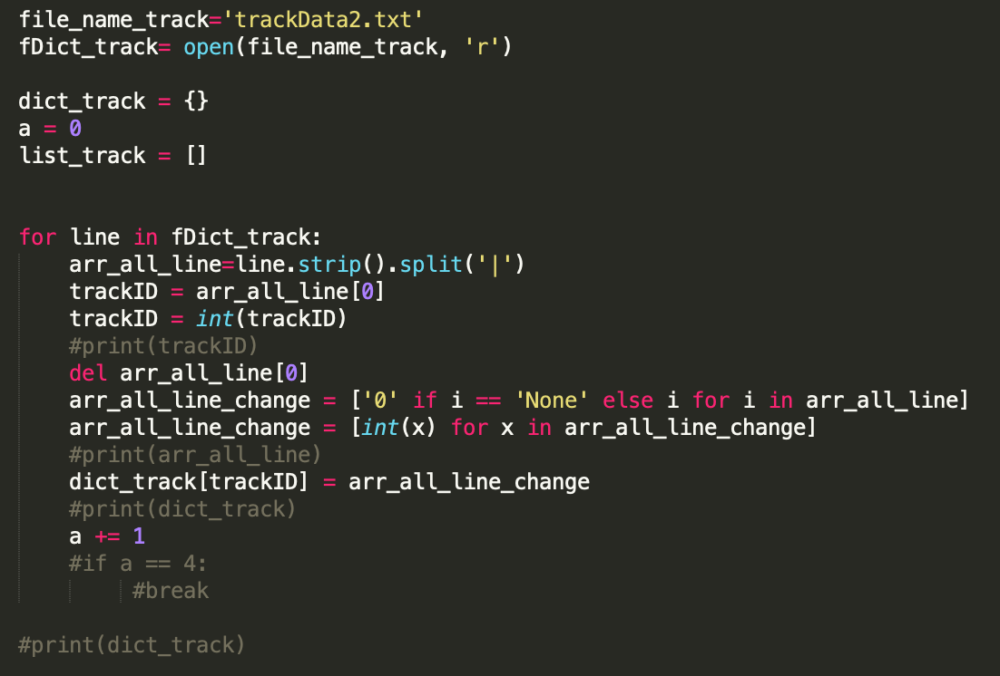 file_name_track='trackData2.txt'
fDict_track= open(file_name_track, 'r')

dict_track = {}
a = 0
list_track = []


for line in fDict_track:
    arr_all_line=line.strip().split('|')
    trackID = arr_all_line[0]
    trackID = int(trackID)
    #print(trackID)
    del arr_all_line[0]
    arr_all_line_change = ['0' if i == 'None' else i for i in arr_all_line]
    arr_all_line_change = [int(x) for x in arr_all_line_change]
    #print(arr_all_line)
    dict_track[trackID] = arr_all_line_change
    #print(dict_track)
    a += 1
    #if a == 4:
         #break

#print(dict_track)